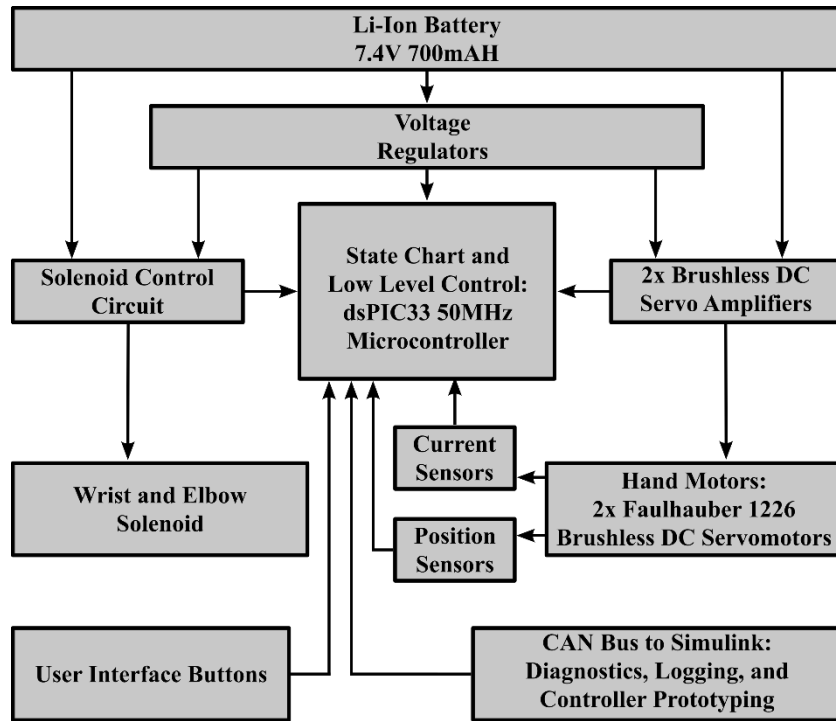 Li-Ion Battery
7.4V 700mAH
Voltage
Regulators
State Chart and
Low Level Control:
dsPIC33 50MHz
Microcontroller
Solenoid Control
Circuit
2x Brushless DC
Servo Amplifiers
Current
Sensors
Wrist and Elbow
Solenoid
Hand Motors:
2x Faulhauber 1226
Brushless DC Servomotors
Position
Sensors
User Interface Buttons
CAN Bus to Simulink:
Diagnostics, Logging, and
Controller Prototyping